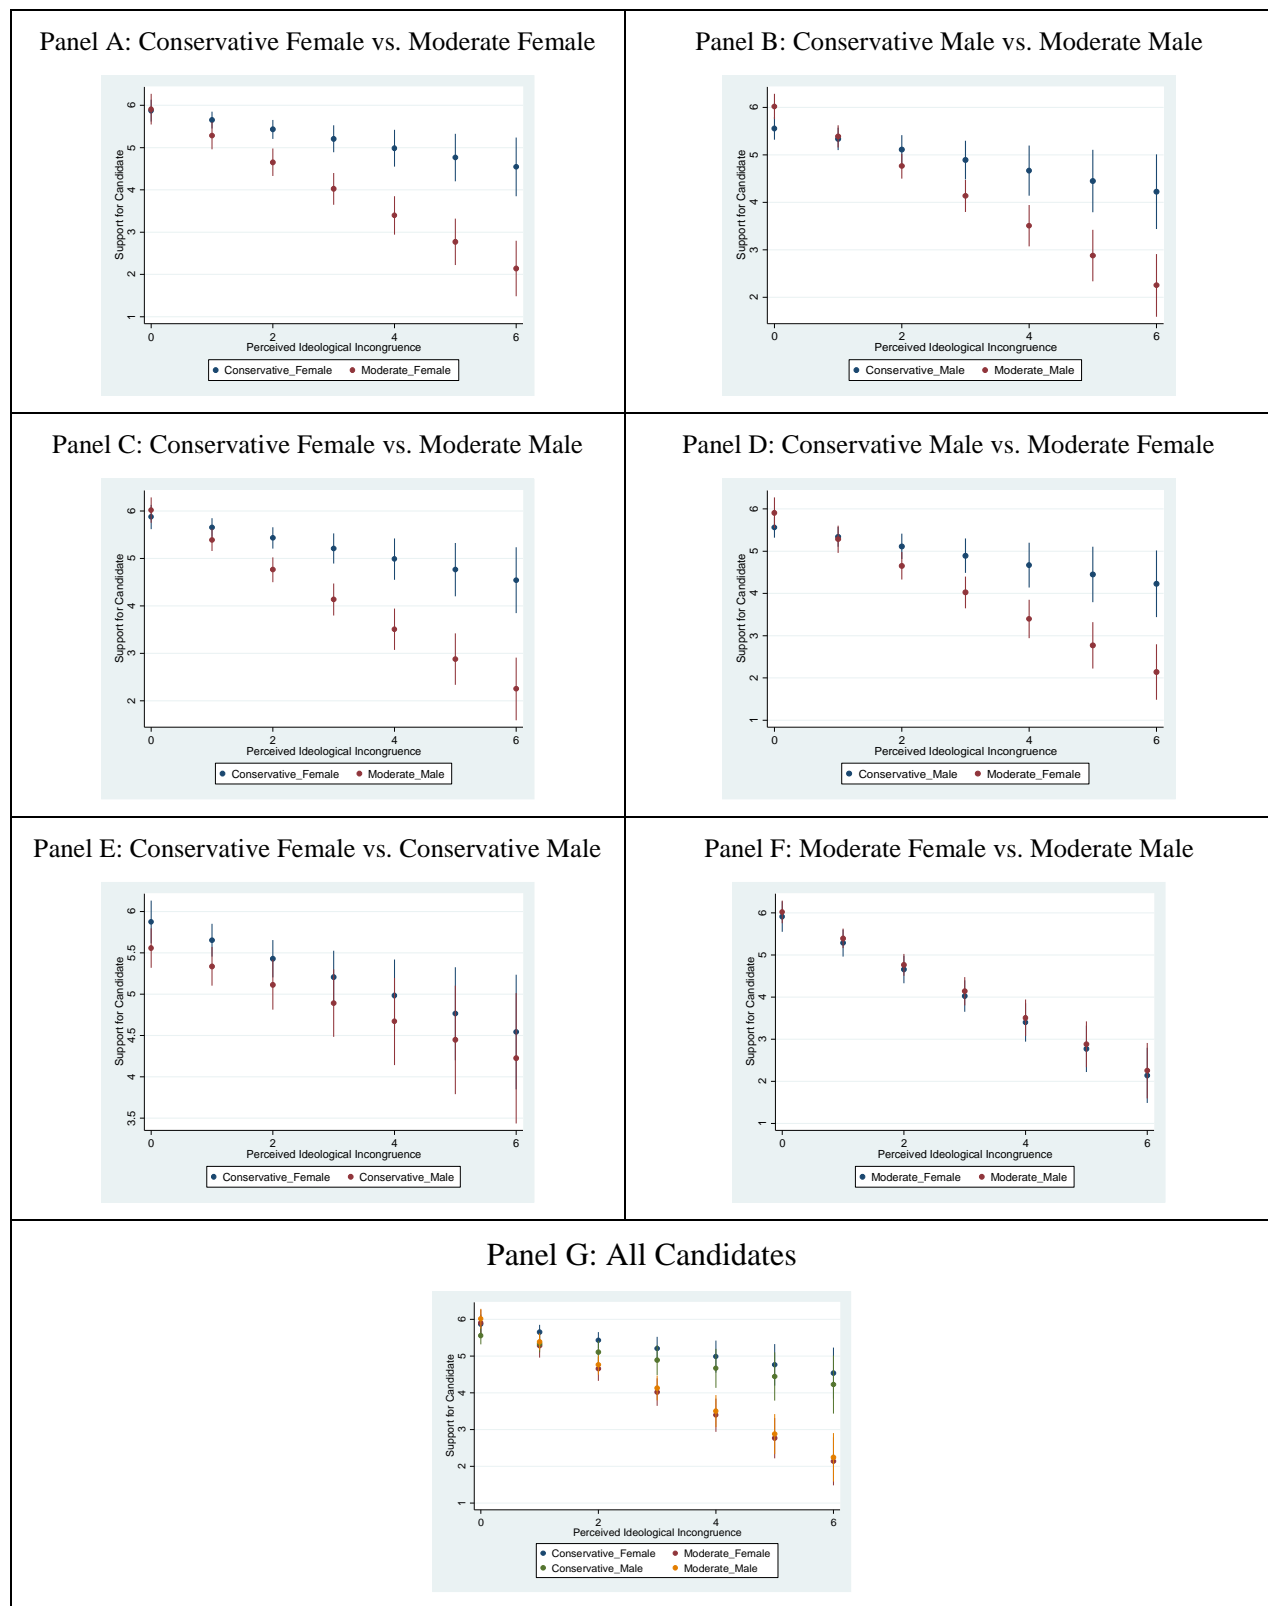 Panel A: Conservative Female vs. Moderate Female
Support for Candidate
6
5
4
3
2
1
0 2 4 6
Perceived Ideological Incongruence
Conservative_Female Moderate_Female
Panel B: Conservative Male vs. Moderate Male
Support for Candidate
6
5
4
3
2
0 2 4 6
Perceived Ideological Incongruence
Conservative_Male Moderate_Male
Panel C: Conservative Female vs. Moderate Male
Support for Candidate
6
5
4
3
2
0 2 4 6
Perceived Ideological Incongruence
Conservative_Female Moderate_Male
Panel D: Conservative Male vs. Moderate Female
Support for Candidate
6
5
4
3
2
1
0 2 4 6
Perceived Ideological Incongruence
Conservative_Male Moderate_Female
Panel E: Conservative Female vs. Conservative Male
Support for Candidate
6
5.5
5
4.5
4
3.5
0 2 4 6
Perceived Ideological Incongruence
Conservative_Female Conservative_Male
Panel F: Moderate Female vs. Moderate Male
Support for Candidate
6
5
4
3
2
1
0 2 4 6
Perceived Ideological Incongruence
Moderate_Female Moderate_Male
Panel G: All Candidates
Support for Candidate
6
5
4
3
2
1
0 2 4 6
Perceived Ideological Incongruence
Conservative_Female Moderate_Female
Conservative_Male Moderate_Male